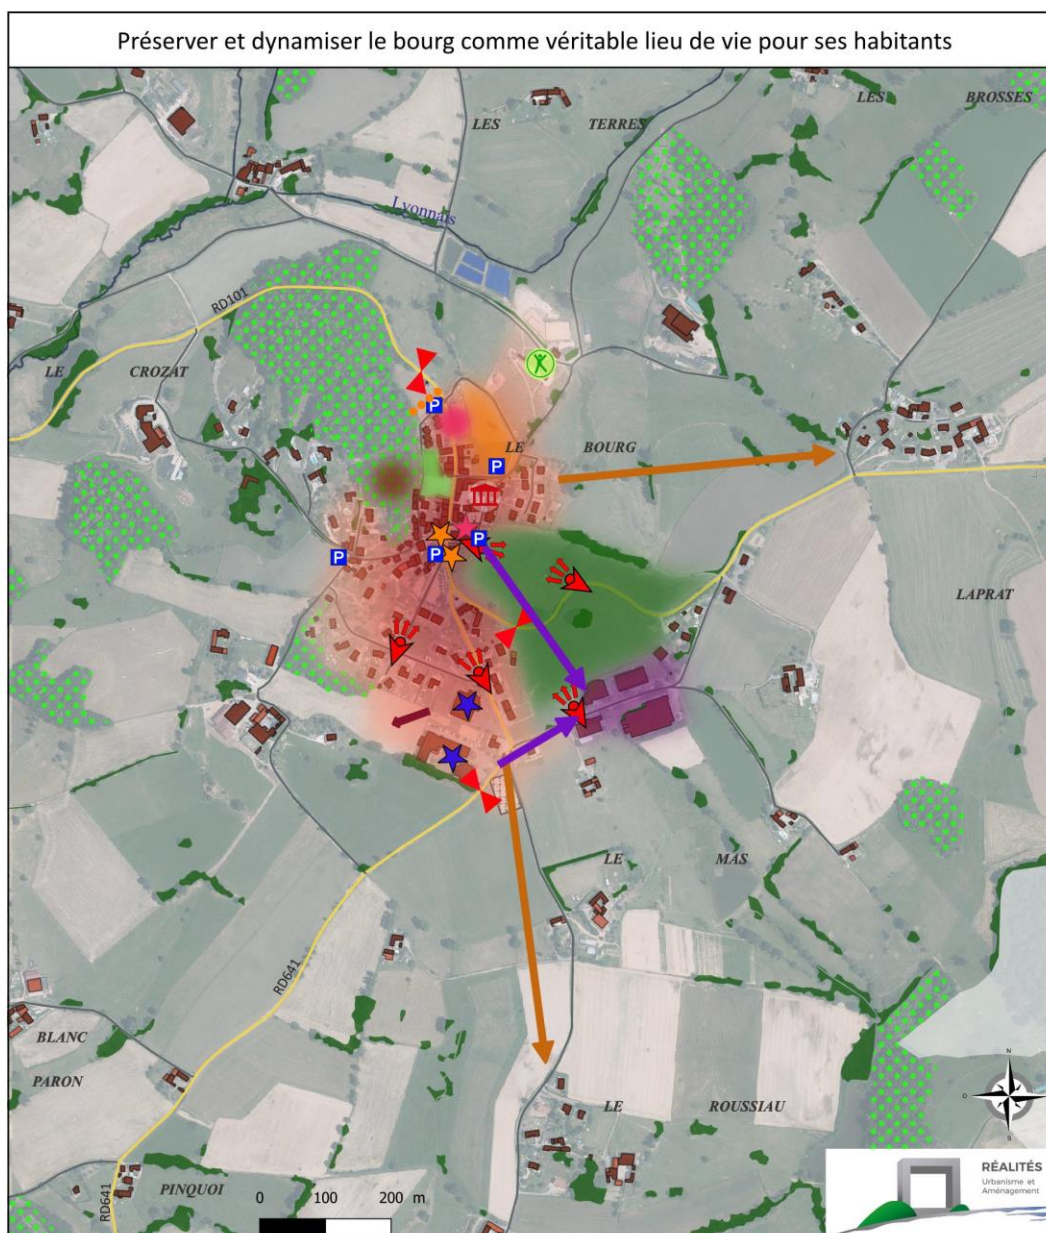 Préserver et dynamiser le bourg comme véritable lieu de vie pour ses habitants
LES BROSSES
LES TERRES
Lyonnais
RD101
LE CROZAT
P
LE BOURG
P
P
P
P
LAPRAT
LE MAS
RD641
BLANC
PARON
LE ROUSSIAU
N
O
S
RD641
PINQUOI
0 100 200 m
RÉALITÉS
Urbanisme et
Aménagement